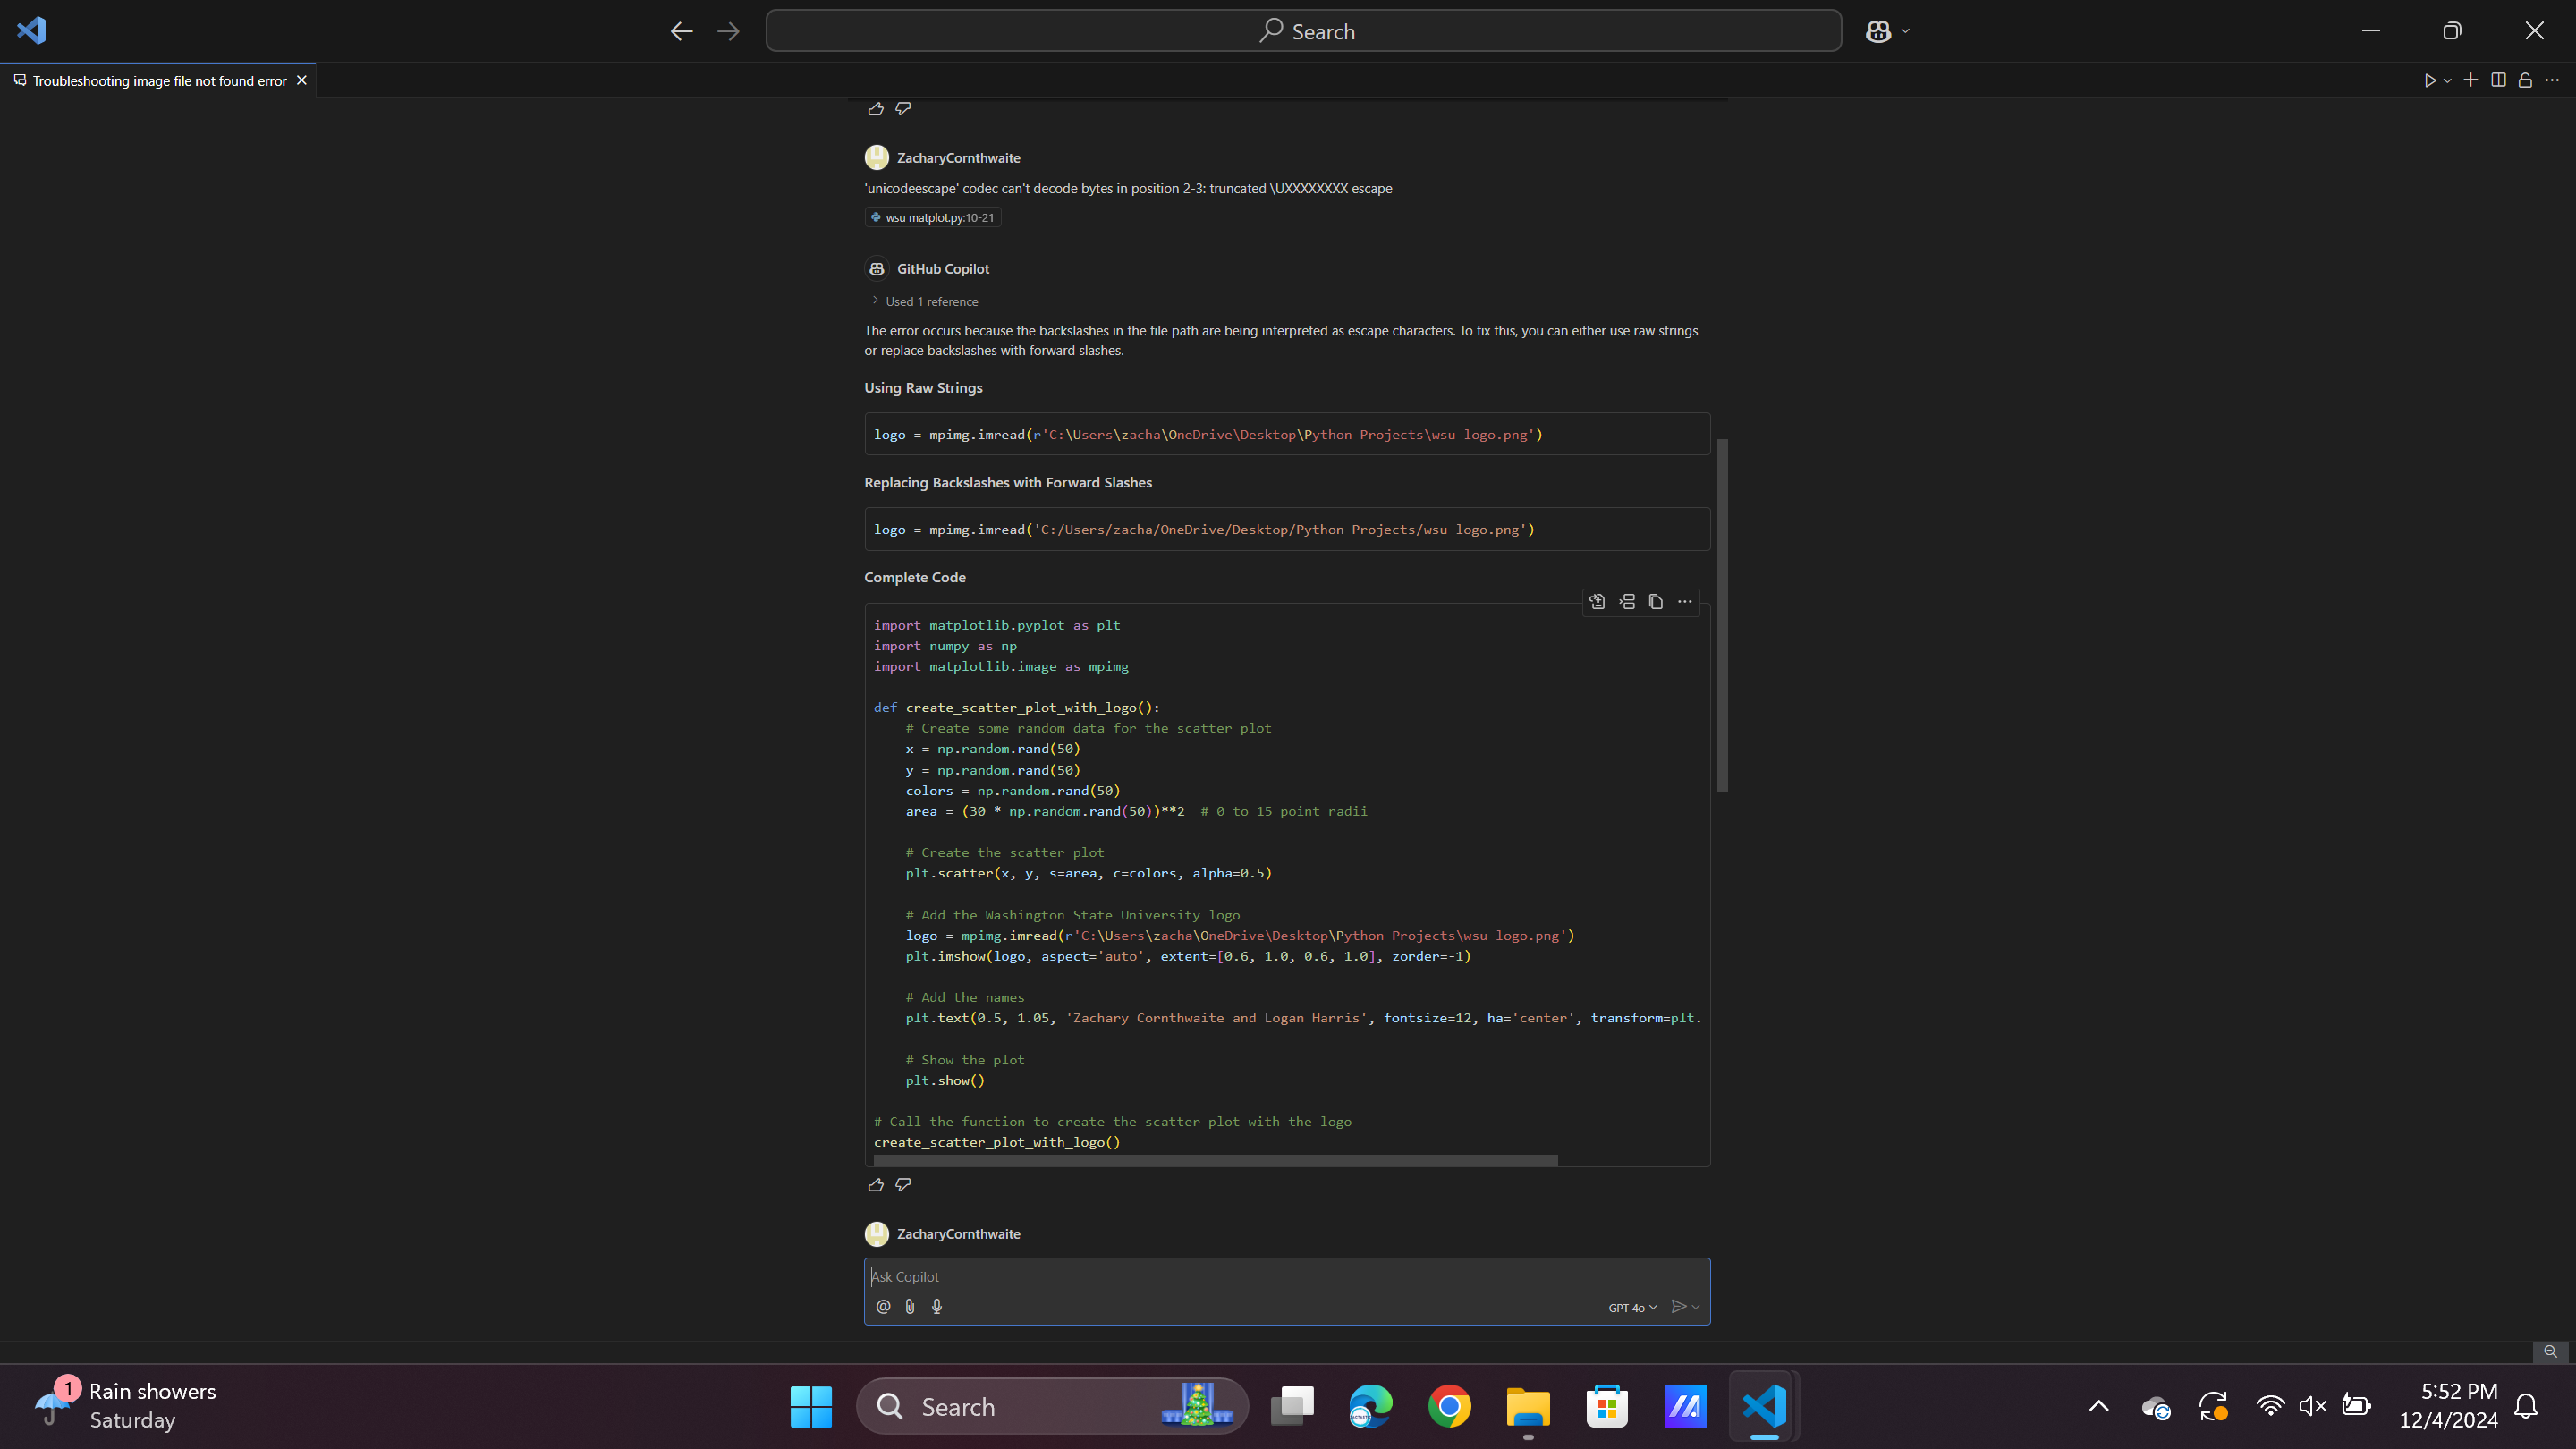 Search
Troubleshooting image file not found error
ZacharyCornthwaite
'unicodeescape' codec can't decode bytes in position 2-3: truncated \UXXXXXXXX escape
wsu matplot.py:10-21
GitHub Copilot
Used 1 reference
The error occurs because the backslashes in the file path are being interpreted as escape characters. To fix this, you can either use raw strings
or replace backslashes with forward slashes.
Using Raw Strings
logo = mpimg.imread(r'C:\Users\zacha\OneDrive\Desktop\Python Projects\wsu logo.png')
Replacing Backslashes with Forward Slashes
logo = mpimg.imread('C:/Users/zacha/OneDrive/Desktop/Python Projects/wsu logo.png')
Complete Code
import matplotlib.pyplot as plt
import numpy as np
import matplotlib.image as mpimg
def create_scatter_plot_with_logo():
# Create some random data for the scatter plot
x = np.random.rand(50)
y = np.random.rand(50)
colors = np.random.rand(50)
area = (30 * np.random.rand(50))**2  # 0 to 15 point radii
# Create the scatter plot
plt.scatter(x, y, s=area, c=colors, alpha=0.5)
# Add the Washington State University logo
logo = mpimg.imread(r'C:\Users\zacha\OneDrive\Desktop\Python Projects\wsu logo.png')
plt.imshow(logo, aspect='auto', extent=[0.6, 1.0, 0.6, 1.0], zorder=-1)
# Add the names
plt.text(0.5, 1.05, 'Zachary Cornthwaite and Logan Harris', fontsize=12, ha='center', transform=plt.
# Show the plot
plt.show()
# Call the function to create the scatter plot with the logo
create_scatter_plot_with_logo()
ZacharyCornthwaite
Ask Copilot
GPT 4o
1
Rain showers
Saturday
Search
5:52 PM
12/4/2024